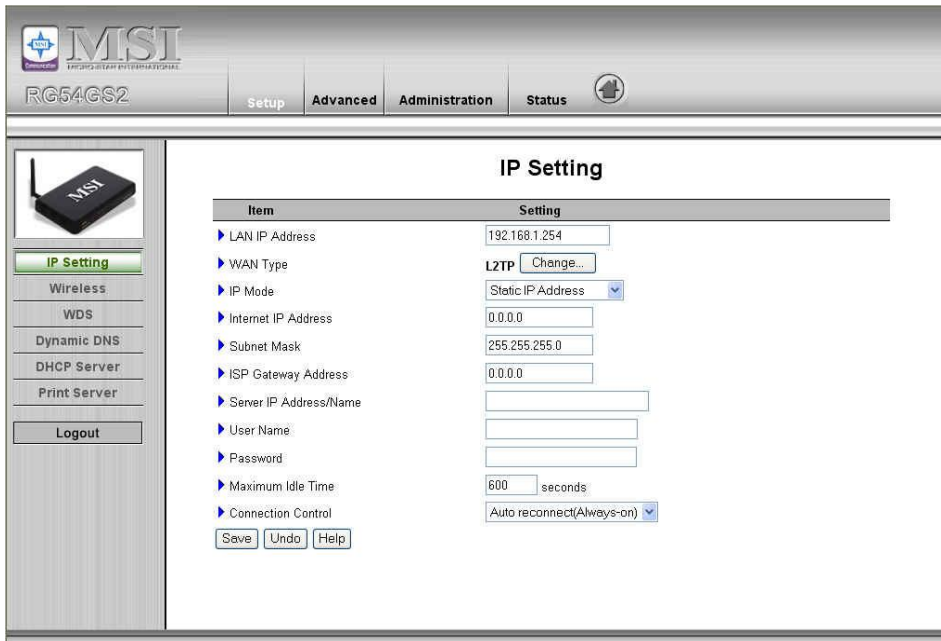 MSI
MICRO-STAR INTERNATIONAL
Communication
RG54GS2
Setup
Advanced
Administration
Status
MSI
IP Setting
Wireless
WDS
Dynamic DNS
DHCP Server
Print Server
Logout
IP Setting
Item Setting
LAN IP Address 192.168.1.254
WAN Type L2TP Change...
IP Mode Static IP Address
Internet IP Address 0.0.0.0
Subnet Mask 255.255.255.0
ISP Gateway Address 0.0.0.0
Server IP Address/Name
User Name
Password
Maximum Idle Time 600 seconds
Connection Control Auto reconnect(Always-on)
Save Undo Help